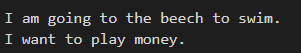 I am going to the beech to swim.
I want to play money.